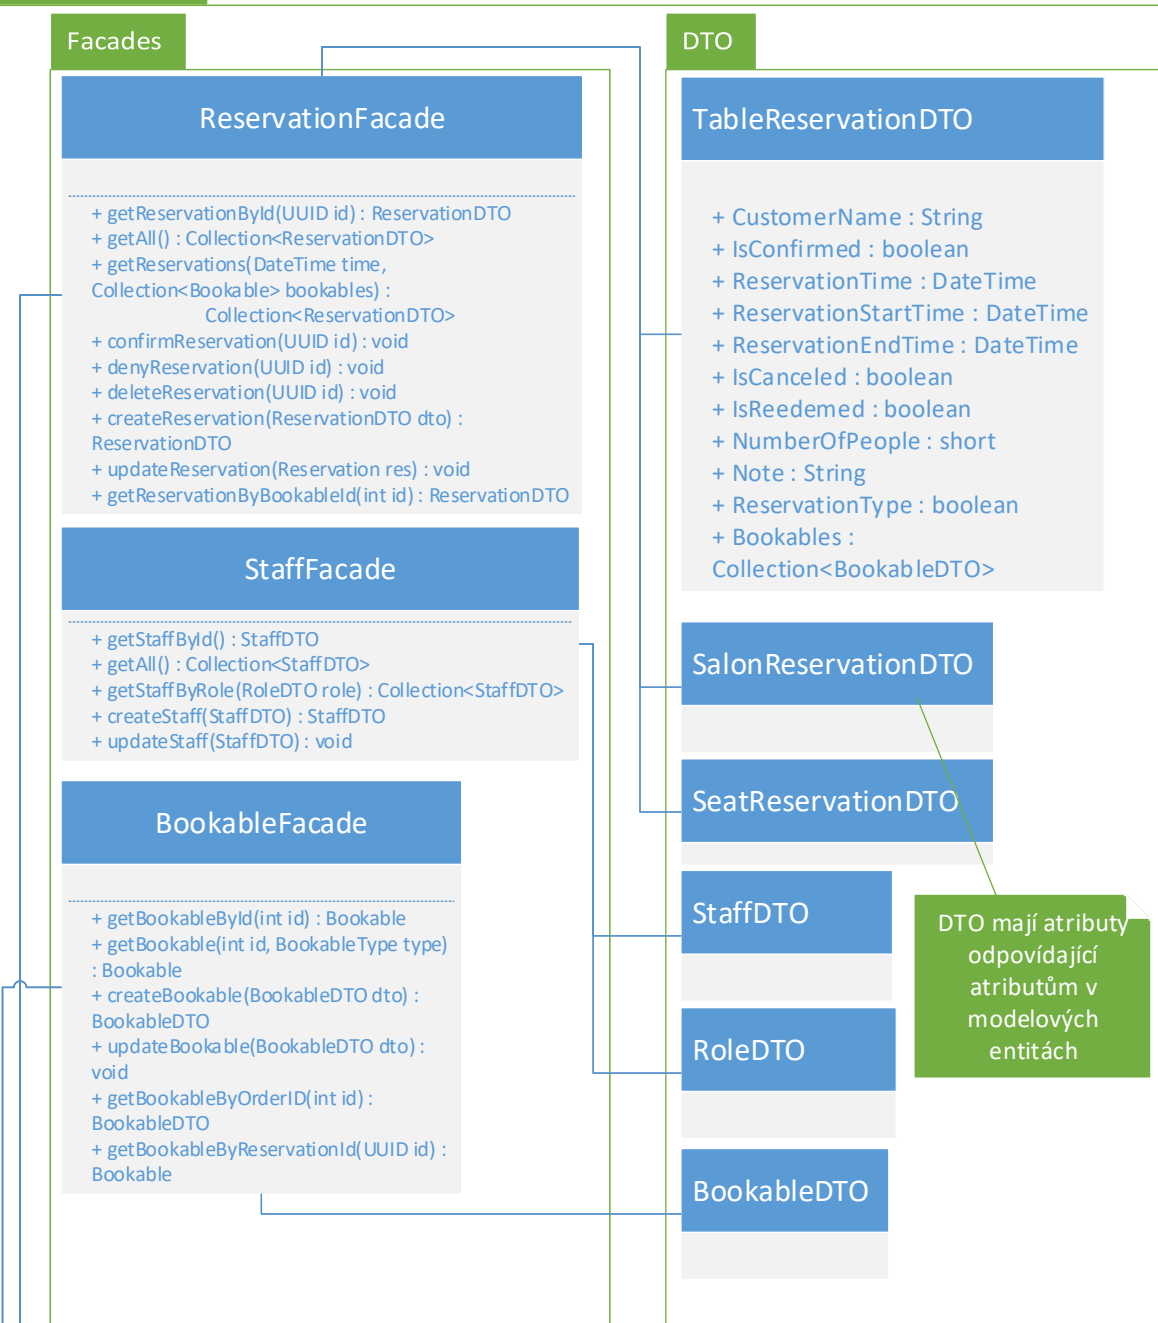 Facades
ReservationFacade
+ getReservationById(UUID id) : ReservationDTO
+ getAll() : Collection<ReservationDTO>
+ getReservations(DateTime time,
Collection<Bookable> bookables) :
Collection<ReservationDTO>
+ confirmReservation(UUID id) : void
+ denyReservation(UUID id) : void
+ deleteReservation(UUID id) : void
+ createReservation(ReservationDTO dto) :
ReservationDTO
+ updateReservation(Reservation res) : void
+ getReservationByBookableId(int id) : ReservationDTO
StaffFacade
+ getStaffById() : StaffDTO
+ getAll() : Collection<StaffDTO>
+ getStaffByRole(RoleDTO role) : Collection<StaffDTO>
+ createStaff(StaffDTO) : StaffDTO
+ updateStaff(StaffDTO) : void
BookableFacade
+ getBookableById(int id) : Bookable
+ getBookable(int id, BookableType type)
: Bookable
+ createBookable(BookableDTO dto) :
BookableDTO
+ updateBookable(BookableDTO dto) :
void
+ getBookableByOrderID(int id) :
BookableDTO
+ getBookableByReservationId(UUID id) :
Bookable
DTO
TableReservationDTO
+ CustomerName : String
+ IsConfirmed : boolean
+ ReservationTime : DateTime
+ ReservationStartTime : DateTime
+ ReservationEndTime : DateTime
+ IsCanceled : boolean
+ IsReedemed : boolean
+ NumberOfPeople : short
+ Note : String
+ ReservationType : boolean
+ Bookables :
Collection<BookableDTO>
SalonReservationDTO
SeatReservationDTO
StaffDTO
RoleDTO
BookableDTO
DTO mají atributy
odpovídající
atributům v
modelových
entitách